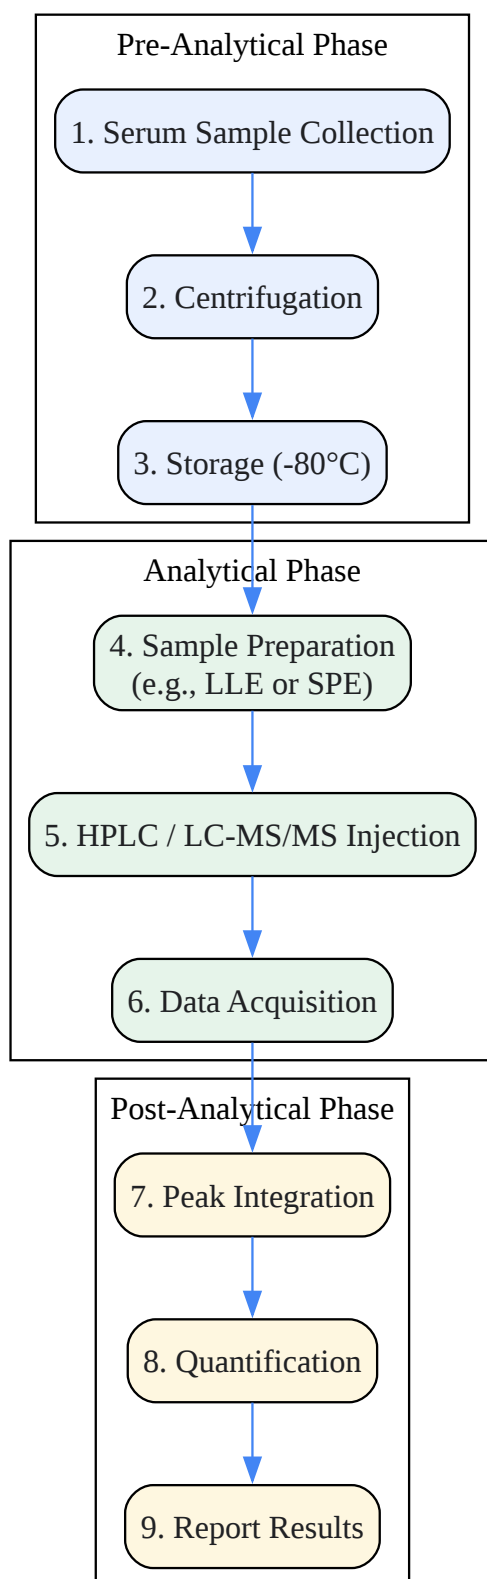 Pre-Analytical Phase
1. Serum Sample Collection
2. Centrifugation
3. Storage (-80°C)
Analytical Phase
4. Sample Preparation
(e.g., LLE or SPE)
5. HPLC / LC-MS/MS Injection
6. Data Acquisition
Post-Analytical Phase
7. Peak Integration
8. Quantification
9. Report Results